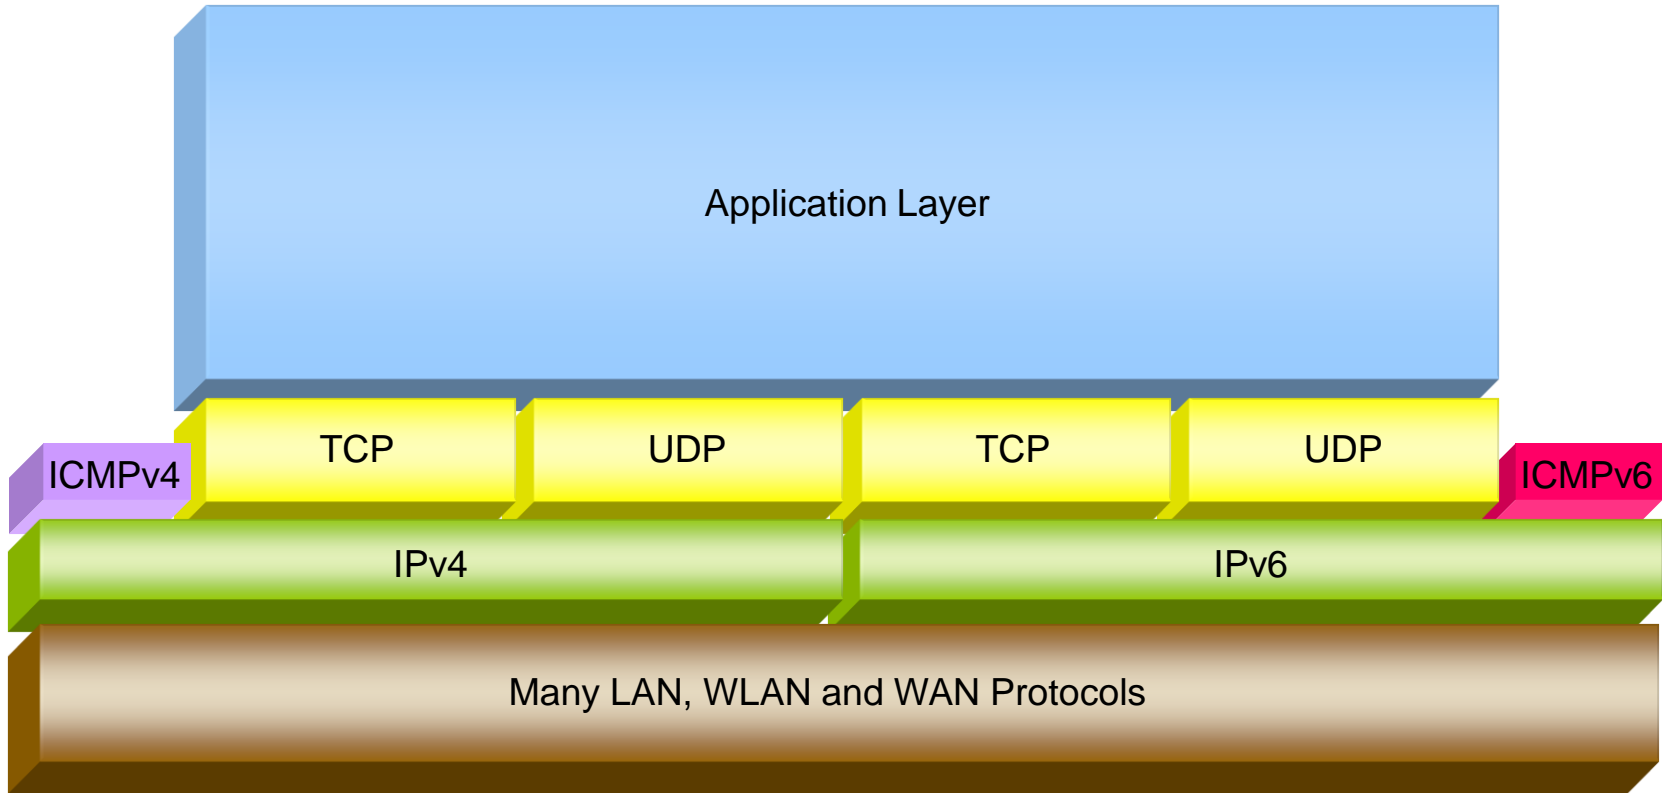 Application Layer
TCP
UDP
TCP
UDP
ICMPv4
ICMPv6
IPv4
IPv6
Many LAN, WLAN and WAN Protocols